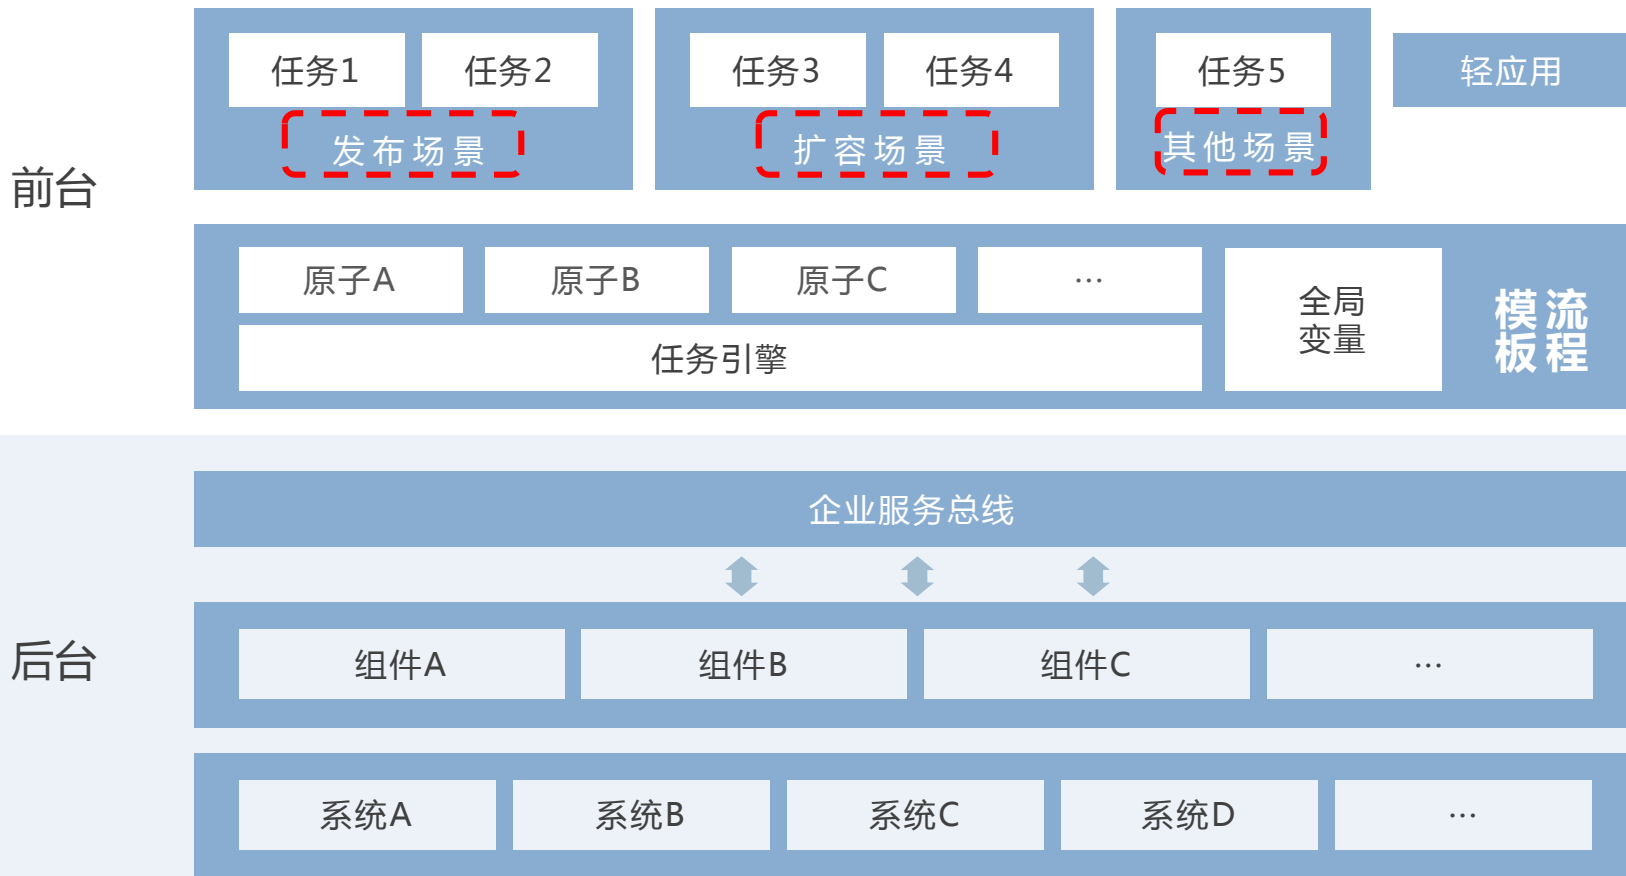 前台
任务1
任务2
发布场景
任务3
任务4
扩容场景
任务5
其他场景
轻应用
原子A
原子B
原子C
...
任务引擎
全局
变量
模流
板程
后台
企业服务总线
组件A
组件B
组件C
...
系统A
系统B
系统C
系统D
...